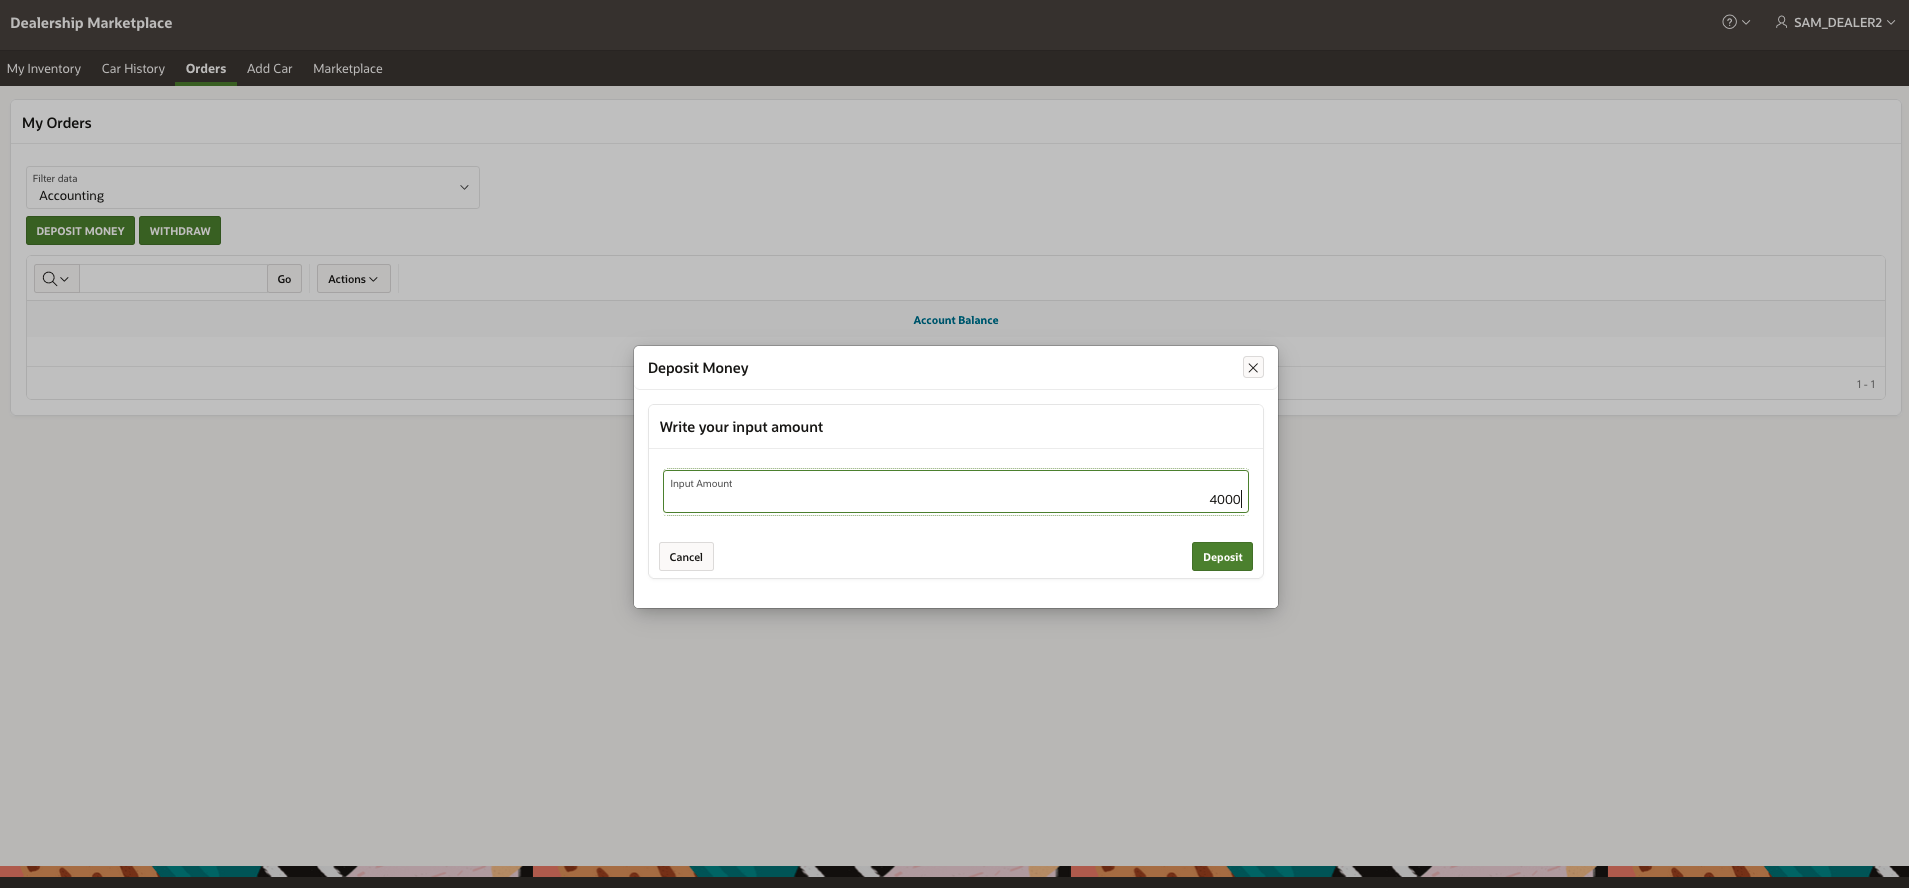 Dealership Marketplace
SAM_DEALER2
My Inventory Car History Orders Add Car Marketplace
My Orders
Filter data
Accounting
DEPOSIT MONEY WITHDRAW
Go Actions
Account Balance
1 - 1
Deposit Money
Write your input amount
Input Amount
4000
Cancel Deposit